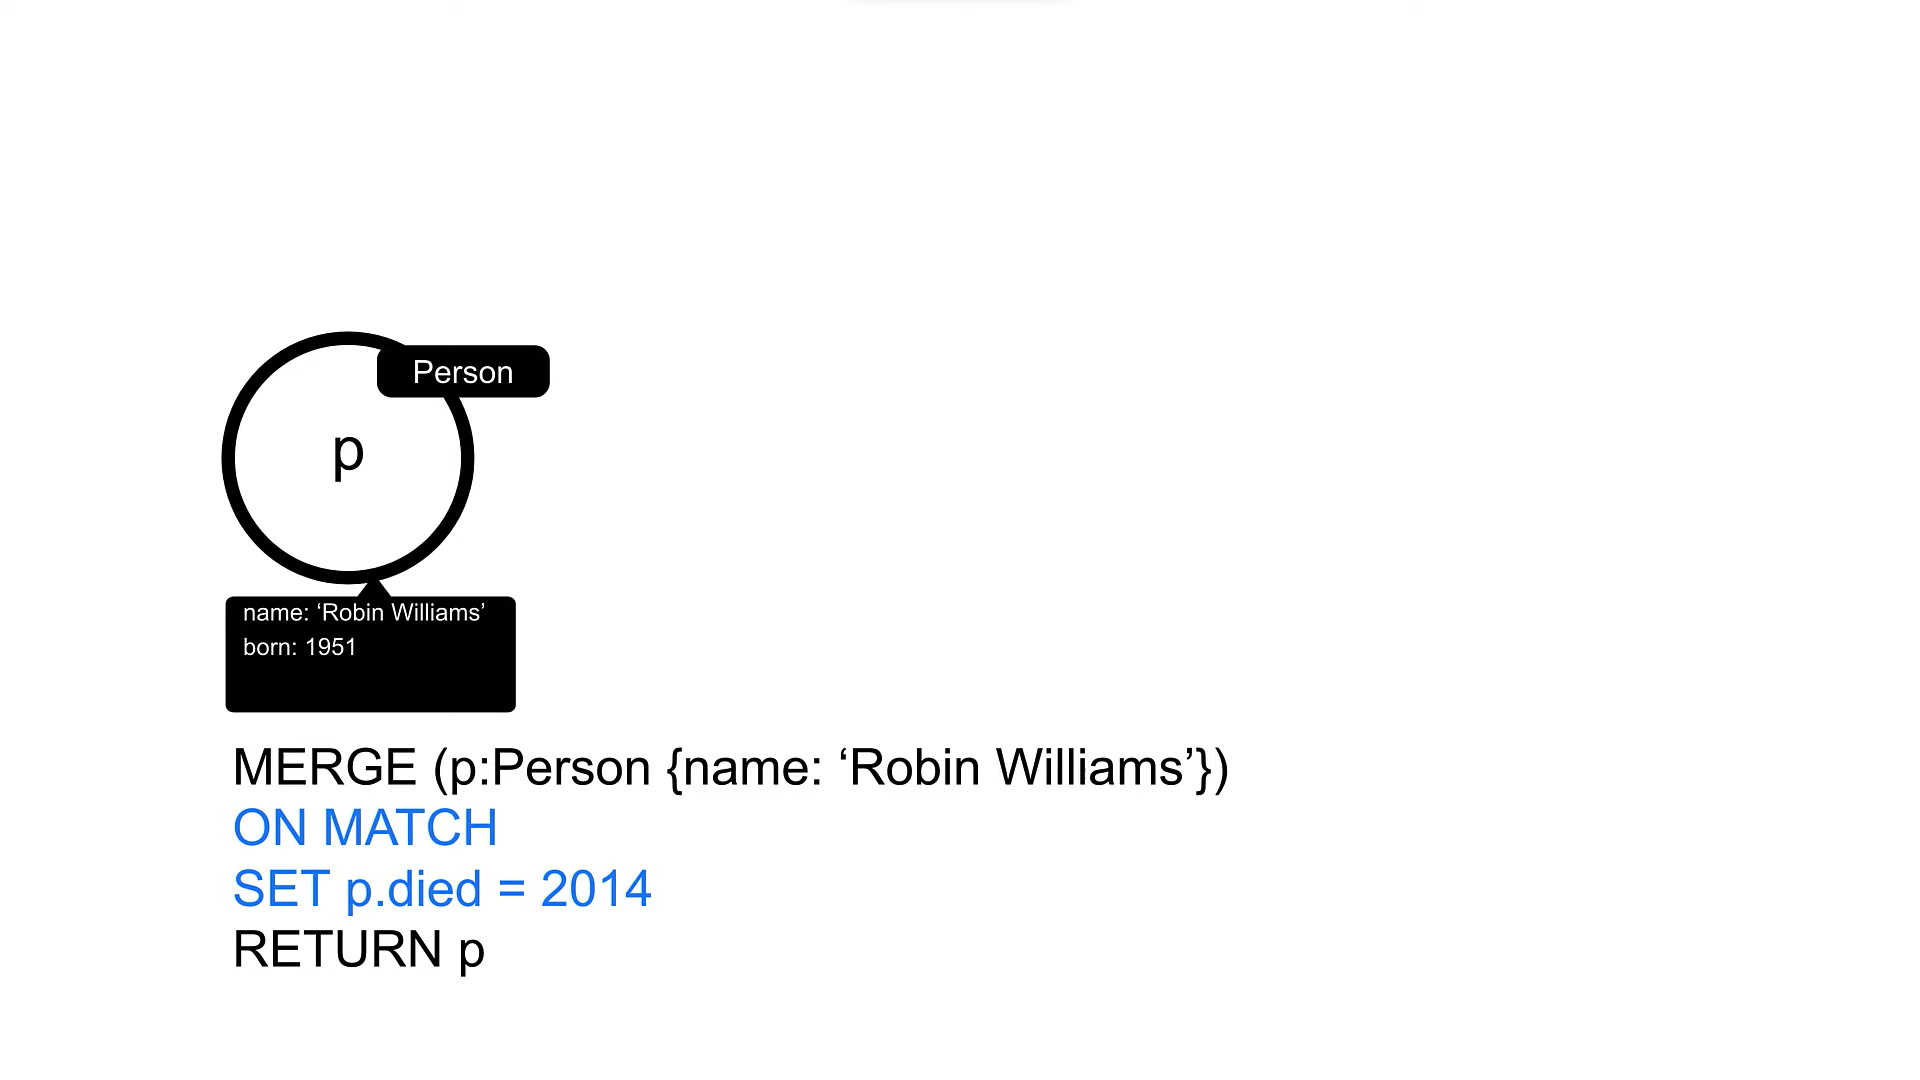 Person
p
name: ‘Robin Williams’
born: 1951
MERGE (p:Person {name: ‘Robin Williams’})
ON MATCH
SET p.died = 2014
RETURN p